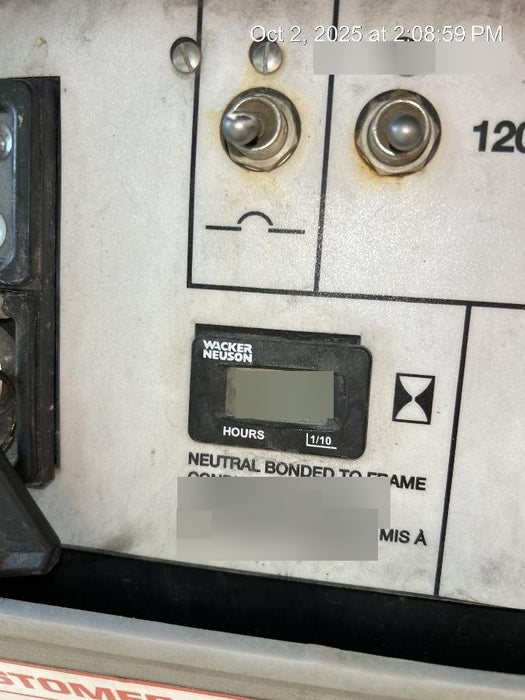 Oct 2, 2025 at 2:08:59 PM
120
WACKER
NEUSON
HOURS 1/10
NEUTRAL BONDED TO FRAME
MIS À
STOMER